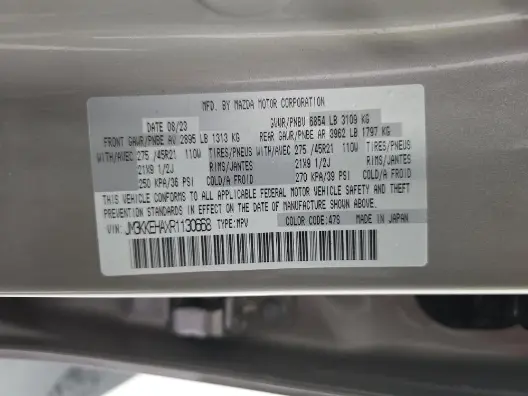 MFD. BY MAZDA MOTOR CORPORATION
DATE 08/23 GVWR/PNBV 6854 LB 3109 KG
FRONT GAWR/PNBE AV 2895 LB 1313 KG REAR GAWR/PNBE AR 3962 LB 1797 KG
WITH/AVEC 275 /45R21 110W TIRES/PNEUS WITH/AVEC 275 /45R21 110W TIRES/PNEUS
21X9 1/2J RIMS/JANTES 21X9 1/2J RIMS/JANTES
250 KPA/36 PSI COLD/A FROID 270 KPA/39 PSI COLD/A FROID
THIS VEHICLE CONFORMS TO ALL APPLICABLE FEDERAL MOTOR VEHICLE SAFETY AND THEFT
PREVENTION STANDARDS IN EFFECT ON THE DATE OF MANUFACTURE SHOWN ABOVE.
VIN: JM3KKEHAXR1130668 TYPE:MPV COLOR CODE:47S MADE IN JAPAN